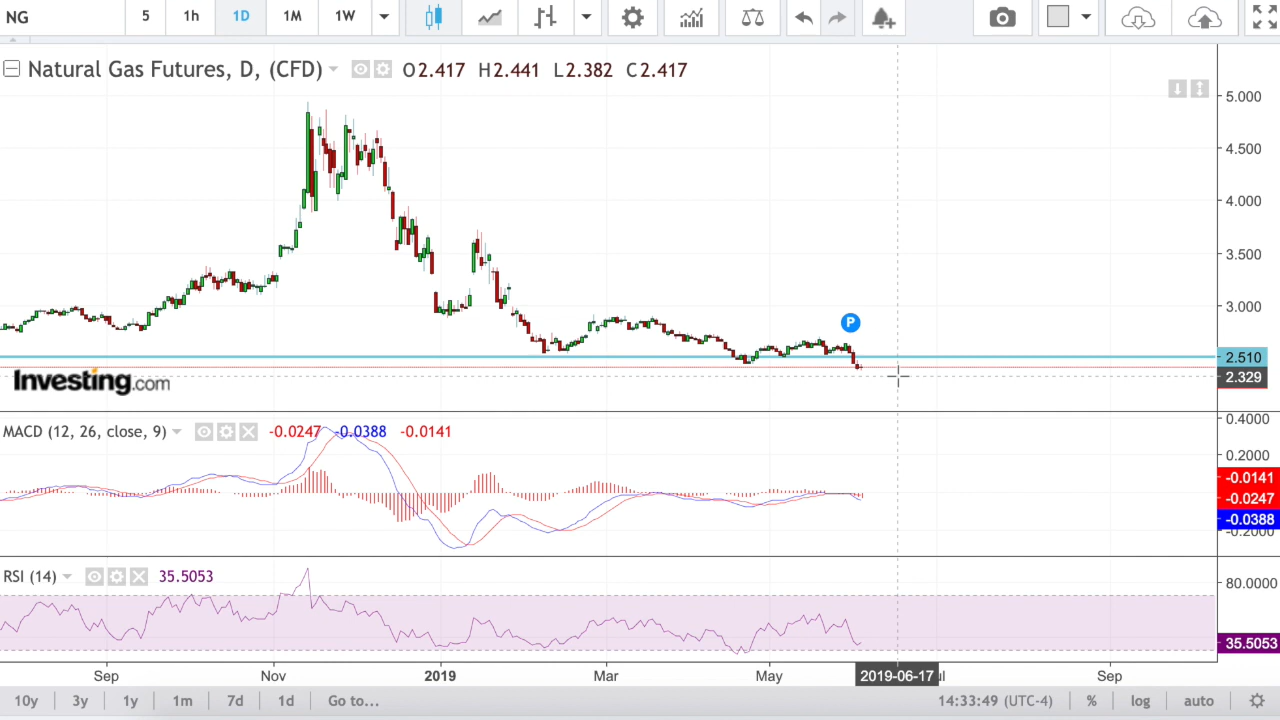 NG 5 1h 1D 1M 1W
Natural Gas Futures, D, (CFD) O2.417 H2.441 L2.382 C2.417
5.000
4.500
4.000
3.500
3.000
P
2.510
2.329
Investing.com
MACD (12, 26, close, 9) -0.0247 -0.0388 -0.0141
0.4000
0.2000
-0.0141
-0.0247
-0.0388
-0.2000
RSI (14) 35.5053
80.0000
35.5053
Sep Nov 2019 Mar May 2019-06-17 Sep
10y 3y 1y 1m 7d 1d Go to... 14:33:49 (UTC-4) % log auto